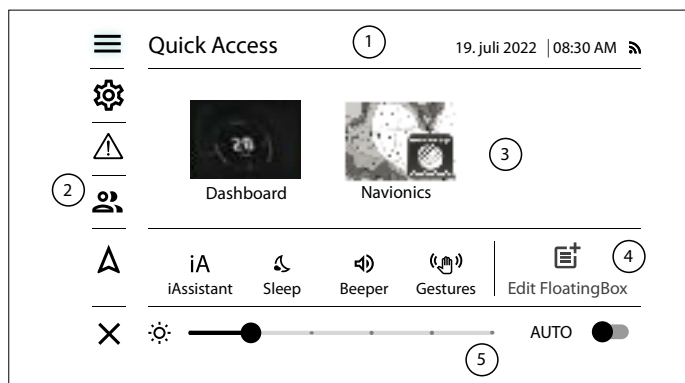 Quick Access
1
19. juli 2022 | 08:30 AM
2
3
Dashboard
Navionics
4
iA
iAssistant
Sleep
Beeper
Gestures
Edit FloatingBox
AUTO
5